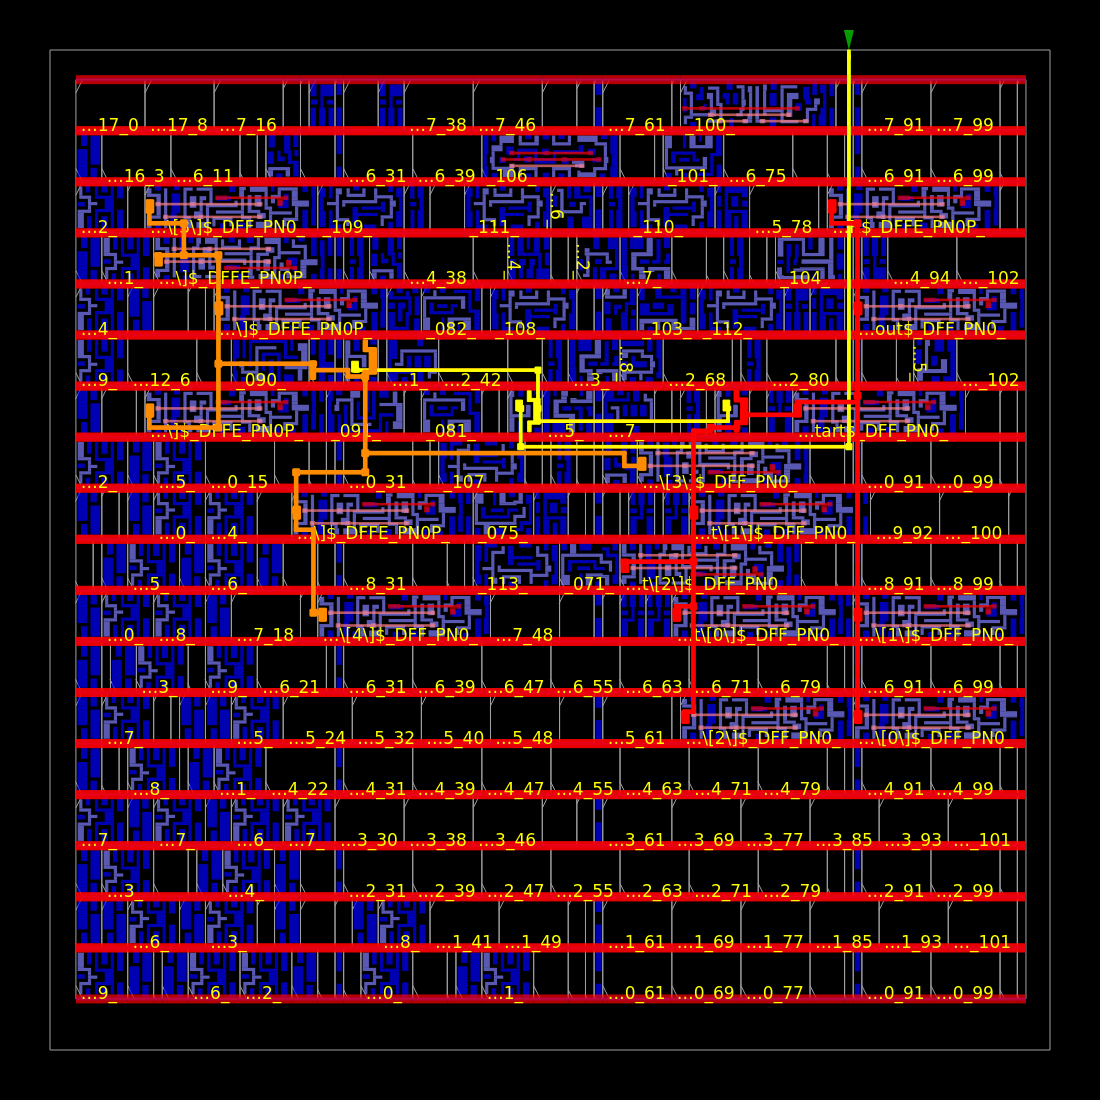 ...17_0 ...17_8 ...7_16 ...7_38 ...7_46 ...7_61 _100_ ...7_91 ...7_99
...16_3 ...6_11 ...6_31 ...6_39 _106_ _101_ ...6_75 ...6_91 ...6_99
...2_ _109_ _111_ ...6 _110_ ...5_78 $_DFFE_PN0P_
...1_ ...\]$_DFFE_PN0P_ ...4_38 ...4 ...2 ...7_ _104_ ...4_94 ..._102
...4_ \]$_DFFE_PN0P_ 082 108 _103_ _112_ ...out$_DFF_PN0_
...9_ ...12_6 _090_ ...1_ ...2_42 ...3_ ...8 ...2_68 ...2_80 ...5_ ..._102
...\]$_DFFE_PN0P_ 09 _081_ ...5_ ...7_ ...tart$_DFF_PN0_
...2_ ...5_ ...0_15 ...0_31 _107_ ...\[3\]$_DFF_PN0_ ...0_91 ...0_99
...0_ ...4_ \]$_DFFE_PN0P_ _075_ ...t\[1\]$_DFF_PN0_ ...9_92 ..._100
...5_ ...6_ ...8_31 _113_ _071_ t\[2\]$_DFF_PN0_ ...8_91 ...8_99
...0_ ...8_ ...7_18 ...\[4\]$_DFF_PN0_ ...7_48 t\[0\]$_DFF_PN0_ ...\[1\]$_DFF_PN0_
...3_ ...9_ ...6_21 ...6_31 ...6_39 ...6_47 ...6_55 ...6_63 ...6_71 ...6_79 ...6_91 ...6_99
...7_ ...5_ ...5_24 ...5_32 ...5_40 ...5_48 ...5_61 ...\[2\]$_DFF_PN0_ ...\[0\]$_DFF_PN0_
...8_ ...1_ ...4_22 ...4_31 ...4_39 ...4_47 ...4_55 ...4_63 ...4_71 ...4_79 ...4_91 ...4_99
...7_ ...7_ ...6_ ...7_ ...3_30 ...3_38 ...3_46 ...3_61 ...3_69 ...3_77 ...3_85 ...3_93 ..._101
...3_ ...4_ ...2_31 ...2_39 ...2_47 ...2_55 ...2_63 ...2_71 ...2_79 ...2_91 ...2_99
...6_ ...3_ ...8_ ...1_41 ...1_49 ...1_61 ...1_69 ...1_77 ...1_85 ...1_93 ..._101
...9_ ...6_ ...2_ ...0_ ...1_ ...0_61 ...0_69 ...0_77 ...0_91 ...0_99